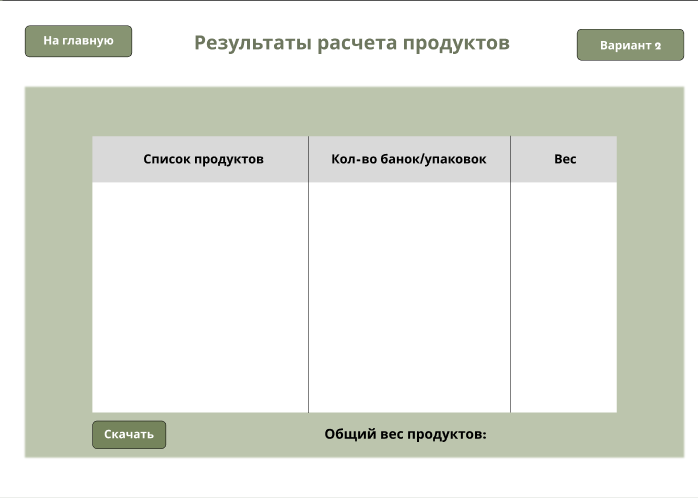 На главную
Результаты расчета продуктов
Вариант 2
Список продуктов
Кол-во банок/упаковок
Вес
Скачать
Общий вес продуктов: